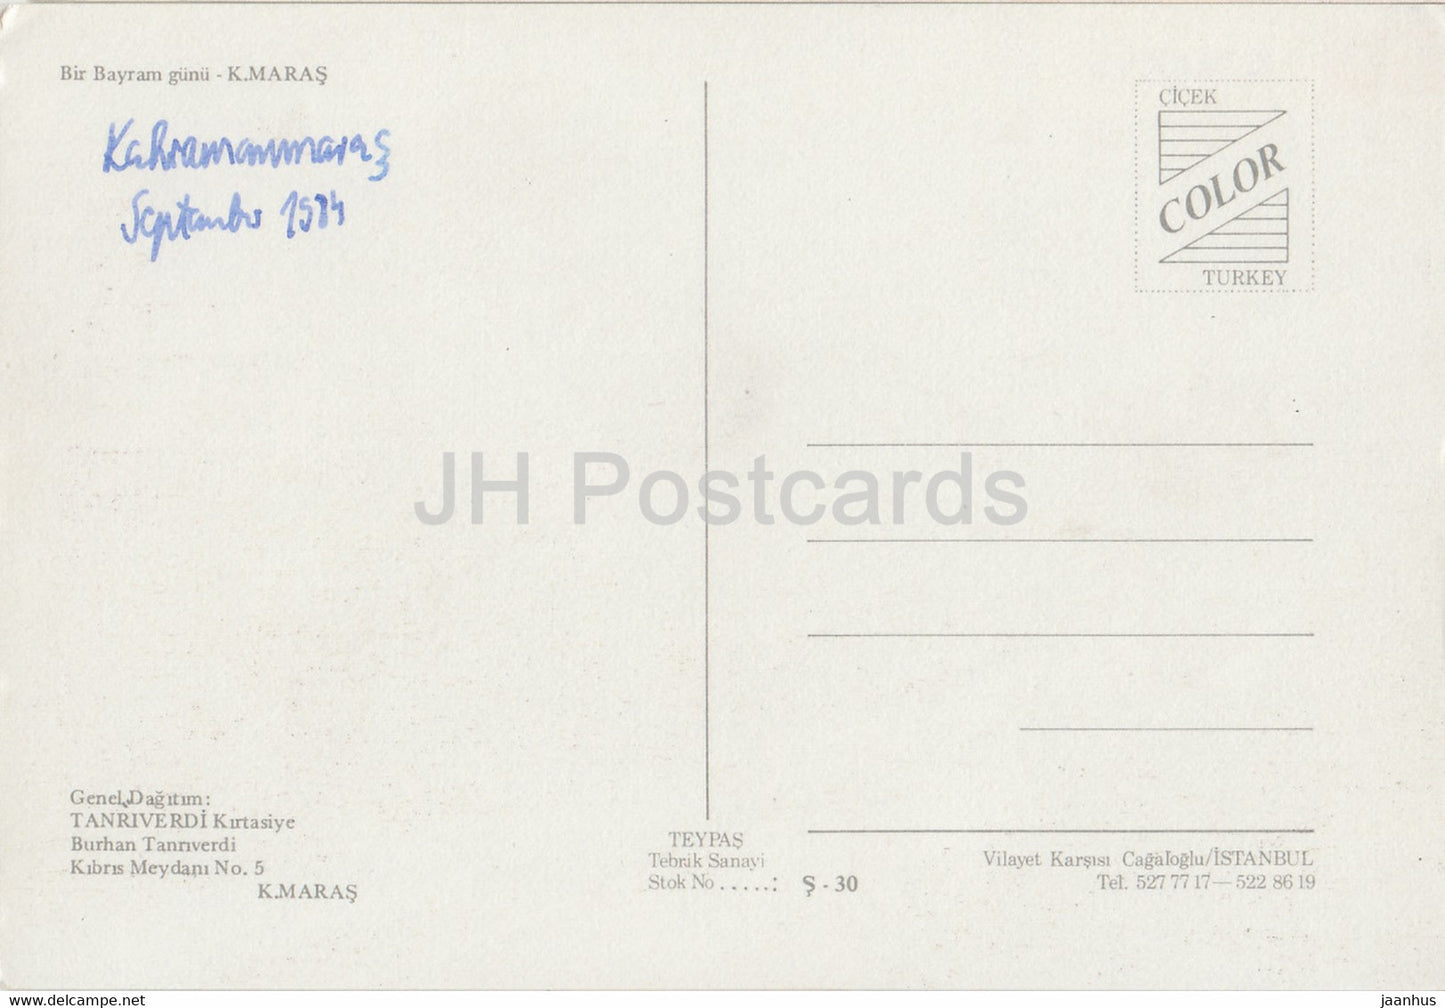 Bir Bayram günü - K.MARAŞ
Kahramanmaraş
September 1984
ÇİÇEK
COLOR
TURKEY
JH Postcards
Genel Dağıtım:
TANRIVERDİ Kırtasiye
Burhan Tanrıverdi
Kıbrıs Meydanı No. 5
K.MARAŞ
TEYPAŞ
Tebrik Sanayi
Stok No .....: Ş - 30
Vilayet Karşısı Cağaloğlu/İSTANBUL
Tel. 527 77 17 — 522 86 19
www.delcampe.net
jaanhus